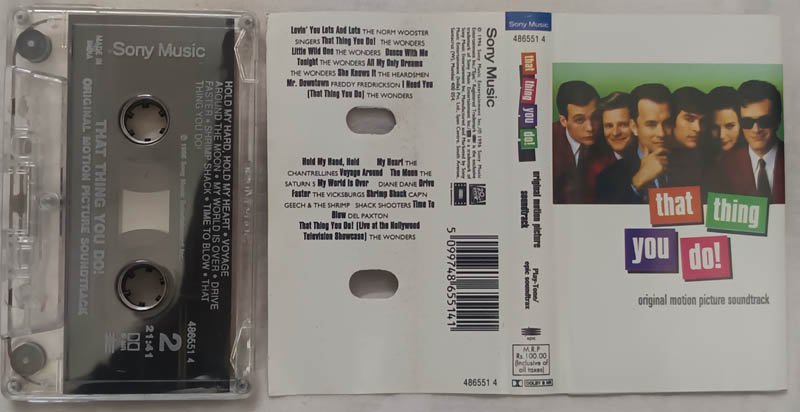 MADE IN
INDIA
Sony Music
HOLD MY HARD, HOLD MY HEART • VOYAGE
AROUND THE MOON • MY WORLD IS OVER • DRIVE
FASTER • SHRIMP SHACK • TIME TO BLOW • THAT
THING YOU DO!
THAT THING YOU DO!
ORIGINAL MOTION PICTURE SOUNDTRACK
486551 4
2
21:41
Lovin' You Lots And Lots THE NORM WOOSTER
SINGERS That Thing You Do! THE WONDERS
Little Wild One THE WONDERS Dance With Me
Tonight THE WONDERS All My Only Dreams
THE WONDERS She Knows It THE HEARDSMEN
Mr. Downtown FREDDY FREDRICKSON I Need You
(That Thing You Do) THE WONDERS
Hold My Hand, Hold My Heart THE
CHANTRELLINES Voyage Around The Moon THE
SATURN 5 My World Is Over DIANE DANE Drive
Faster THE VICKSBURGS Shrimp Shack CAP'N
GEECH & THE SHRIMP SHACK SHOOTERS Time To
Blow DEL PAXTON
That Thing You Do! (Live at the Hollywood
Television Showcase) THE WONDERS
Sony Music
5 099748 655141
Sony Music
486551 4
that
thing
you
do!
original motion picture
soundtrack
Play-Tone/
epic soundtrax
epic
M.R.P
Rs.100.00
(Inclusive of
all taxes)
DOLBY B NR
486551 4
that
thing
you
do!
original motion picture soundtrack